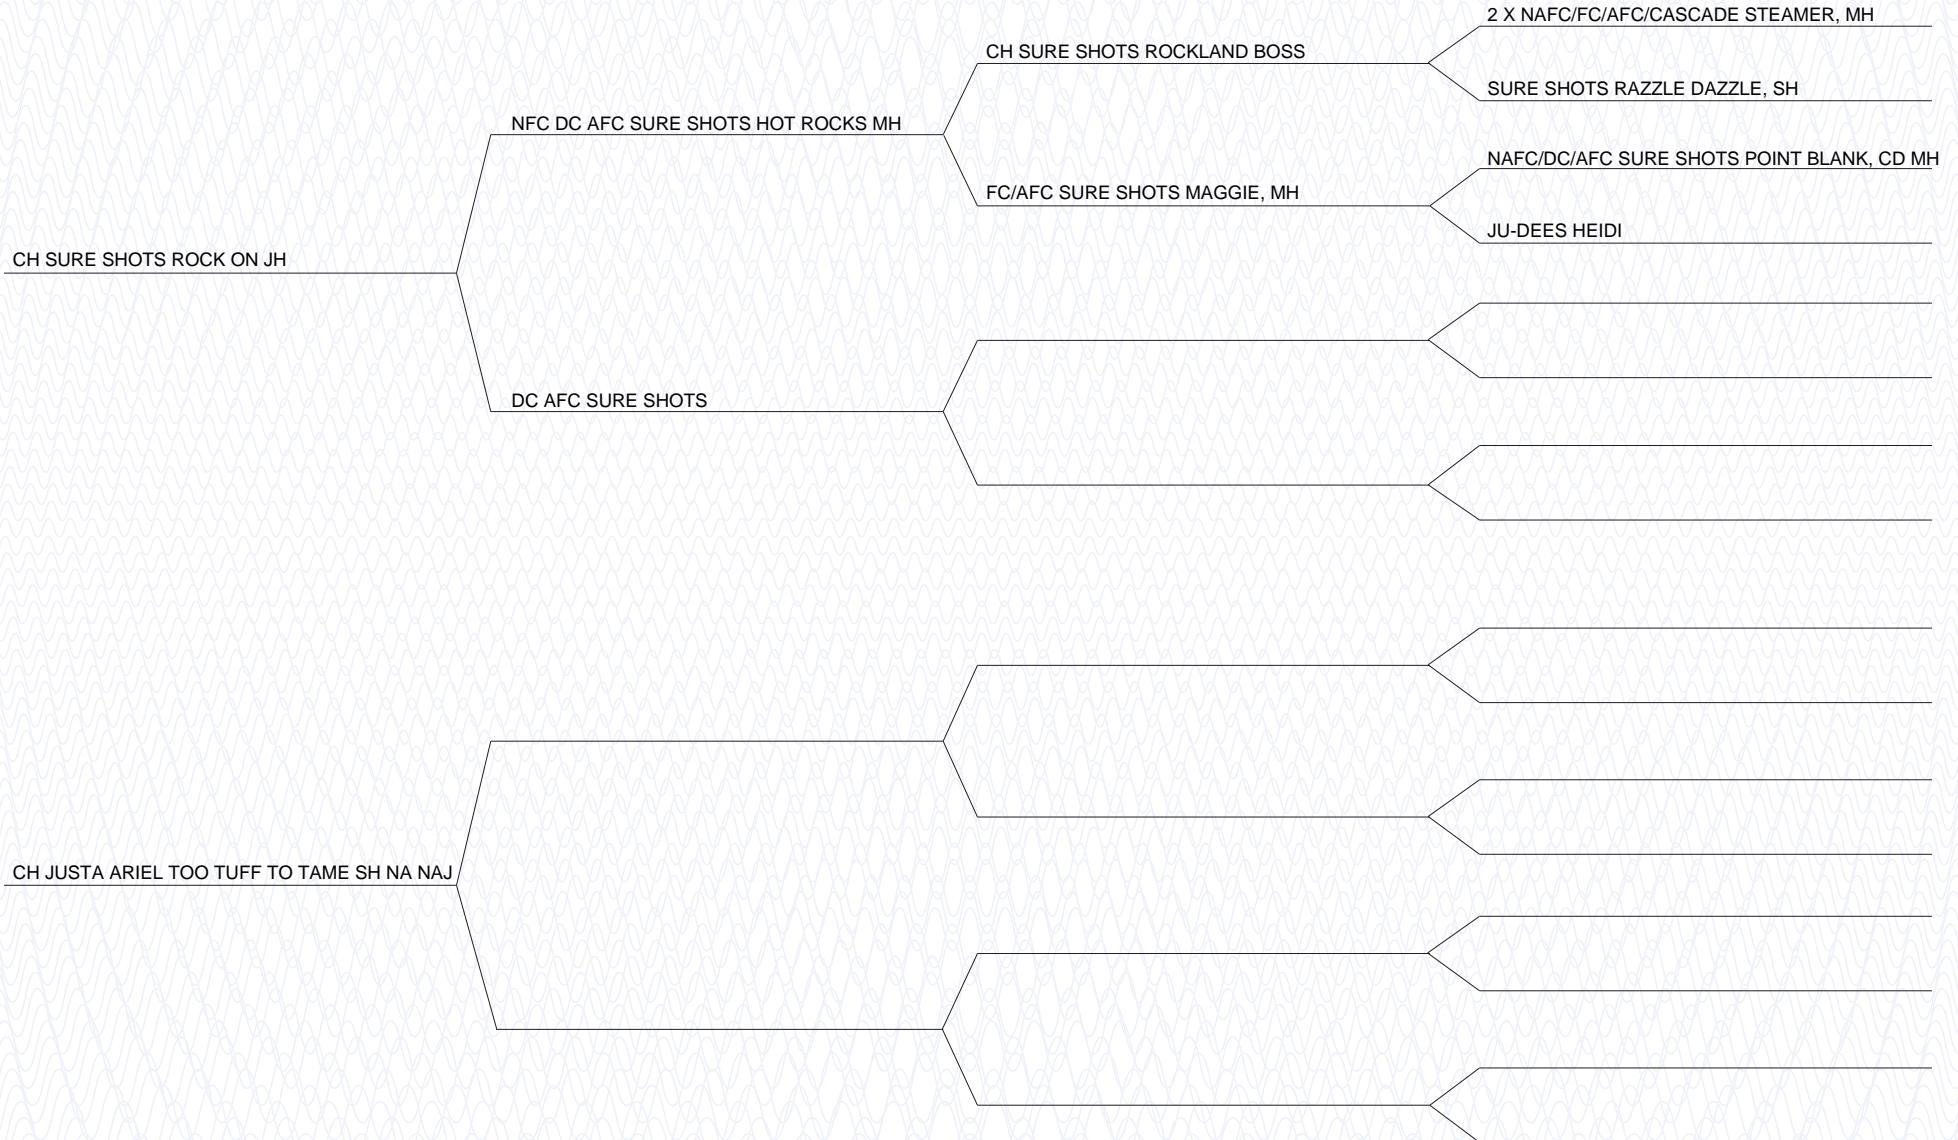 2 X NAFC/FC/AFC/CASCADE STEAMER, MH
CH SURE SHOTS ROCKLAND BOSS
SURE SHOTS RAZZLE DAZZLE, SH
NFC DC AFC SURE SHOTS HOT ROCKS MH
NAFC/DC/AFC SURE SHOTS POINT BLANK, CD MH
FC/AFC SURE SHOTS MAGGIE, MH
JU-DEES HEIDI
CH SURE SHOTS ROCK ON JH
DC AFC SURE SHOTS
CH JUSTA ARIEL TOO TUFF TO TAME SH NA NAJ